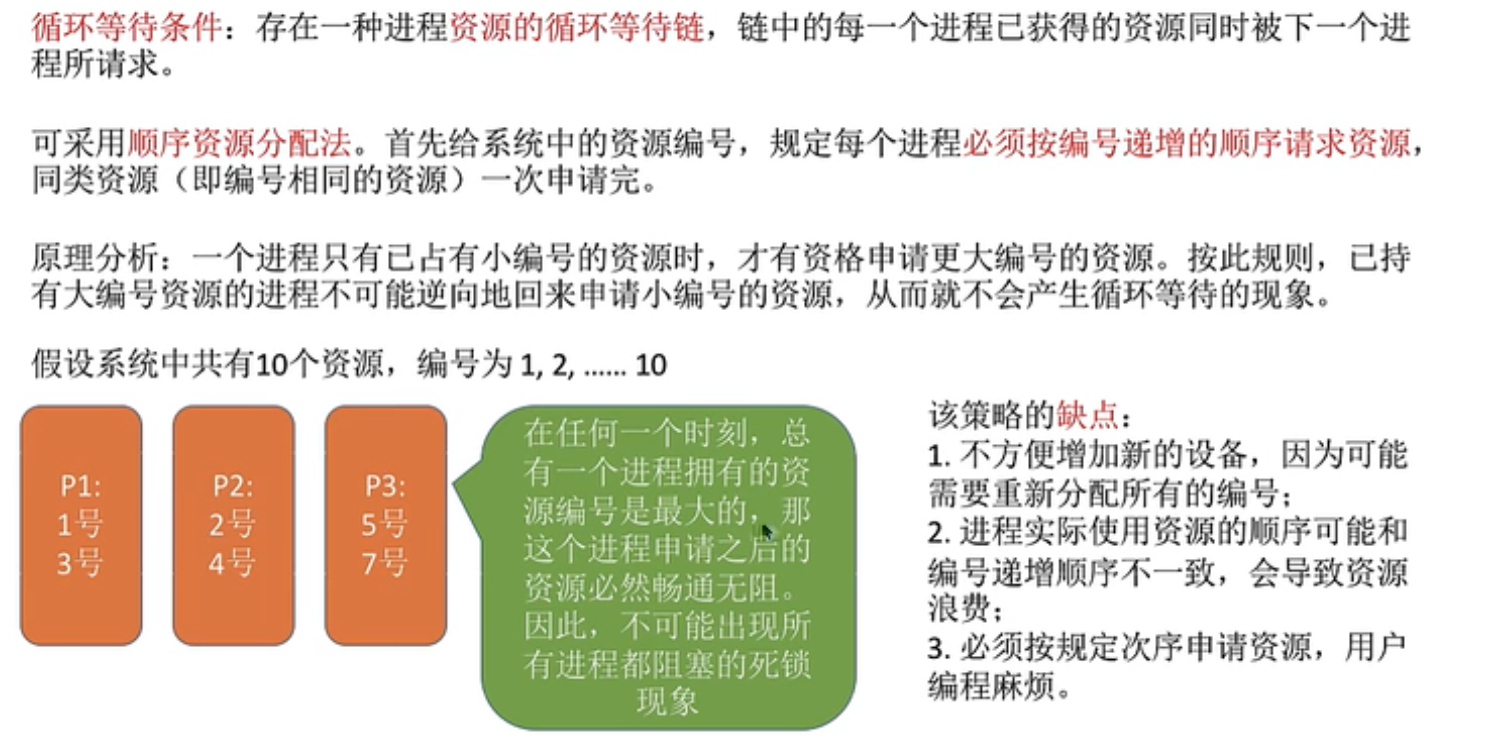 循环等待条件：存在一种进程资源的循环等待链，链中的每一个进程已获得的资源同时被下一个进
程所请求。
可采用顺序资源分配法。首先给系统中的资源编号，规定每个进程必须按编号递增的顺序请求资源，
同类资源（即编号相同的资源）一次申请完。
原理分析：一个进程只有已占有小编号的资源时，才有资格申请更大编号的资源。按此规则，已持
有大编号资源的进程不可能逆向地回来申请小编号的资源，从而就不会产生循环等待的现象。
假设系统中共有10个资源，编号为 1, 2, …… 10
P1:
1号
3号
P2:
2号
4号
P3:
5号
7号
在任何一个时刻，总
有一个进程拥有的资
源编号是最大的，那
这个进程申请之后的
资源必然畅通无阻。
因此，不可能出现所
有进程都阻塞的死锁
现象
该策略的缺点：
1. 不方便增加新的设备，因为可能
需要重新分配所有的编号；
2. 进程实际使用资源的顺序可能和
编号递增顺序不一致，会导致资源
浪费；
3. 必须按规定次序申请资源，用户
编程麻烦。